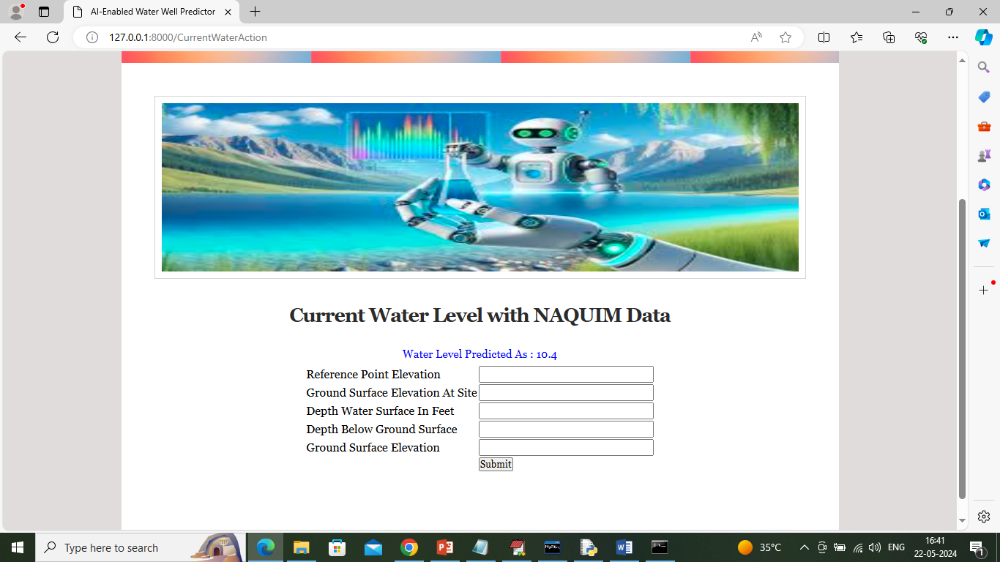 AI-Enabled Water Well Predictor
127.0.0.1:8000/CurrentWaterAction
Current Water Level with NAQUIM Data
Water Level Predicted As : 10.4
Reference Point Elevation
Ground Surface Elevation At Site
Depth Water Surface In Feet
Depth Below Ground Surface
Ground Surface Elevation
Submit
Type here to search
35°C
ENG
16:41
22-05-2024
1